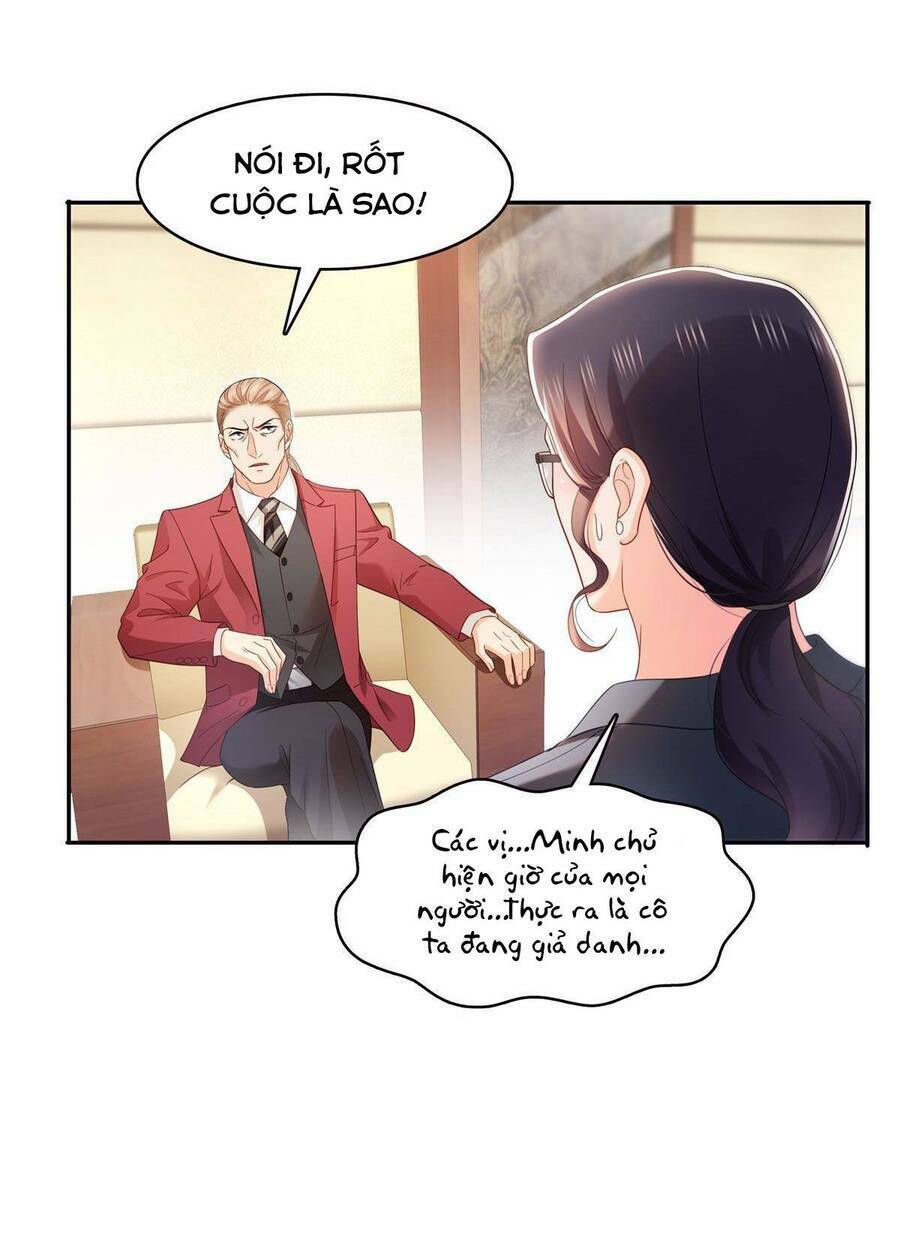 NÓI ĐI, RỐT
CUỘC LÀ SAO!
Các vị...Minh chủ
hiện giờ của mọi
người...thực ra là cô
ta đang giả danh...